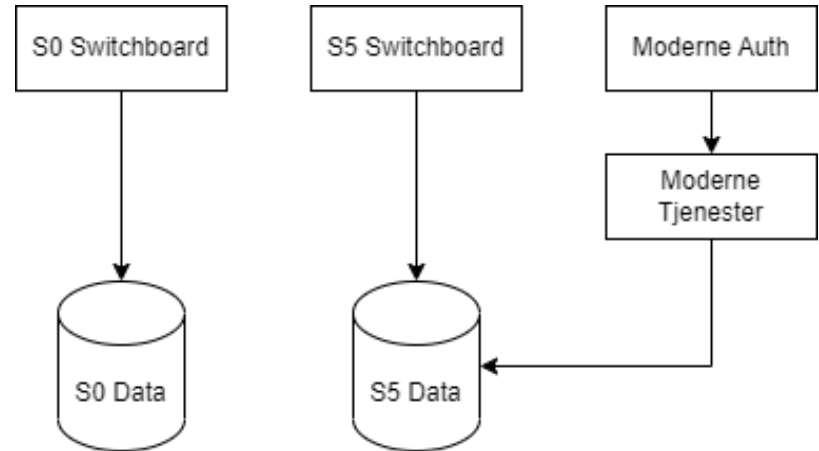 S0 Switchboard
S5 Switchboard
Moderne Auth
Moderne
Tjenester
S0 Data
S5 Data